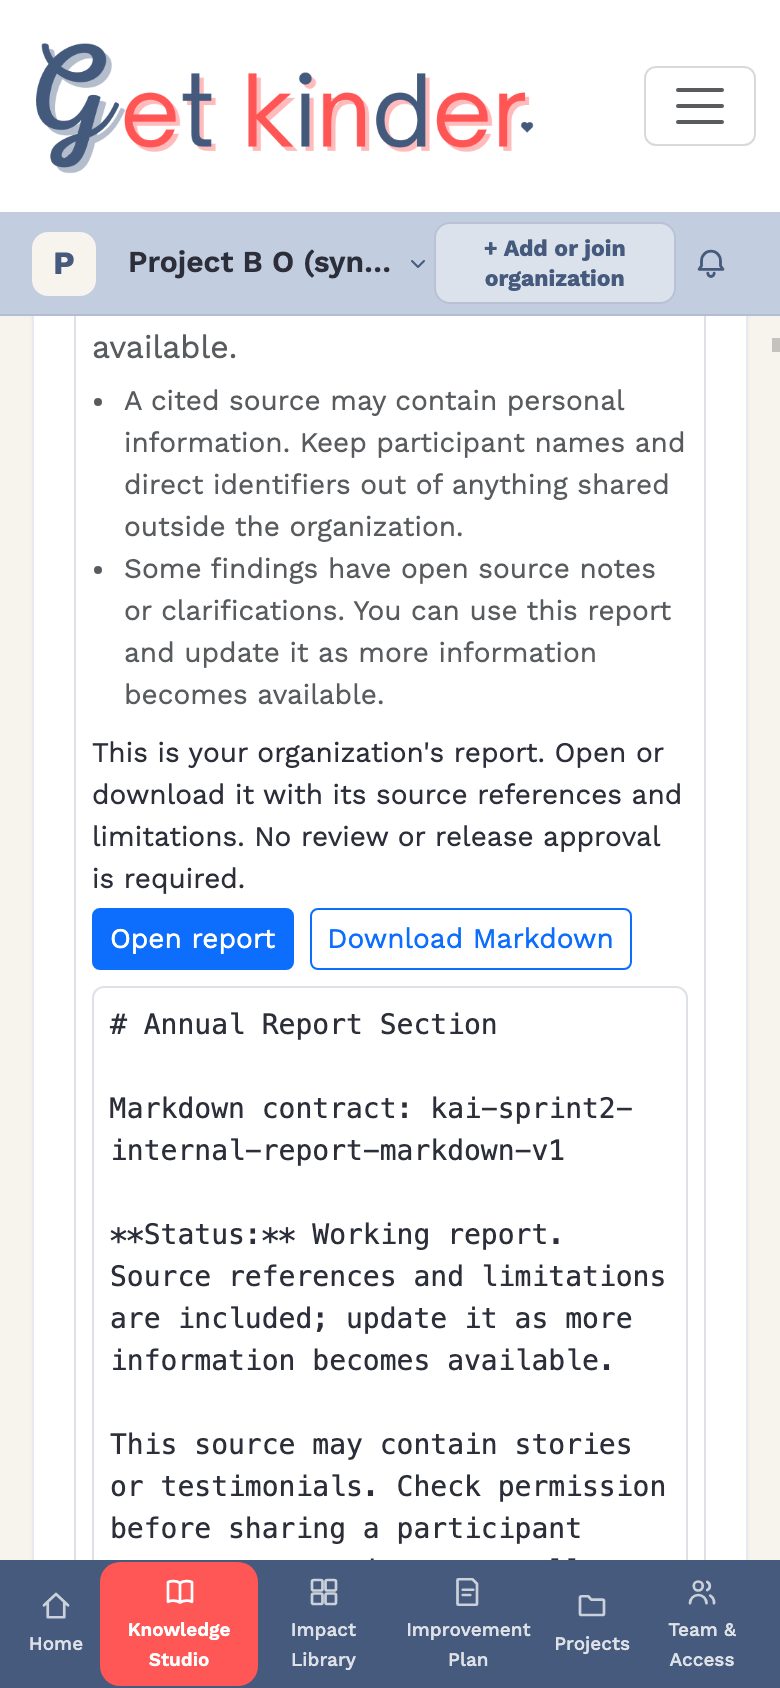 Get kinder
P
Project B O (syn...
+ Add or join
organization
available.
• A cited source may contain personal
information. Keep participant names and
direct identifiers out of anything shared
outside the organization.
• Some findings have open source notes
or clarifications. You can use this report
and update it as more information
becomes available.
This is your organization's report. Open or
download it with its source references and
limitations. No review or release approval
is required.
Open report
Download Markdown
# Annual Report Section
Markdown contract: kai-sprint2-
internal-report-markdown-v1
**Status:** Working report.
Source references and limitations
are included; update it as more
information becomes available.
This source may contain stories
or testimonials. Check permission
before sharing a participant
Home
Knowledge
Studio
Impact
Library
Improvement
Plan
Projects
Team &
Access